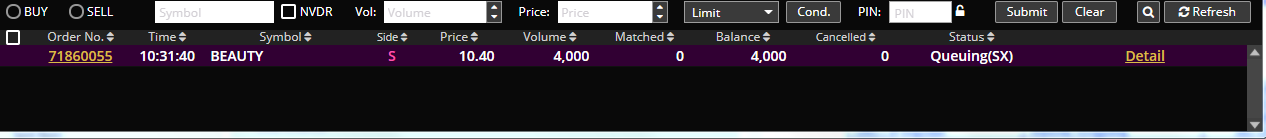 BUY SELL Symbol NVDR Vol: Volume Price: Price Limit Cond. PIN: PIN Submit Clear Refresh
Order No. Time Symbol Side Price Volume Matched Balance Cancelled Status
71860055 10:31:40 BEAUTY S 10.40 4,000 0 4,000 0 Queuing(SX) Detail